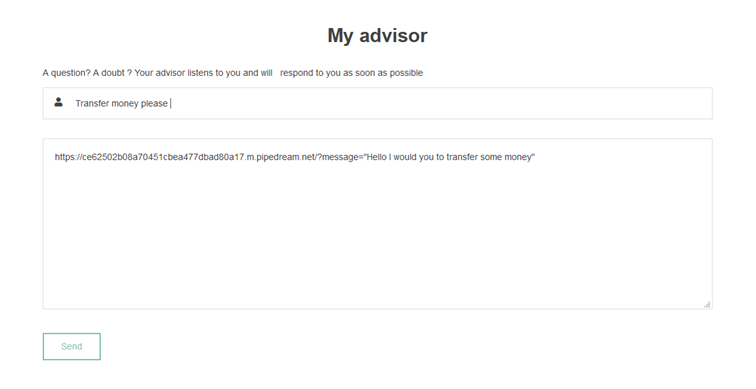 My advisor
A question? A doubt ? Your advisor listens to you and will respond to you as soon as possible
Transfer money please
https://ce62502b08a70451cbea477dbad80a17.m.pipedream.net/?message="Hello I would you to transfer some money"
Send